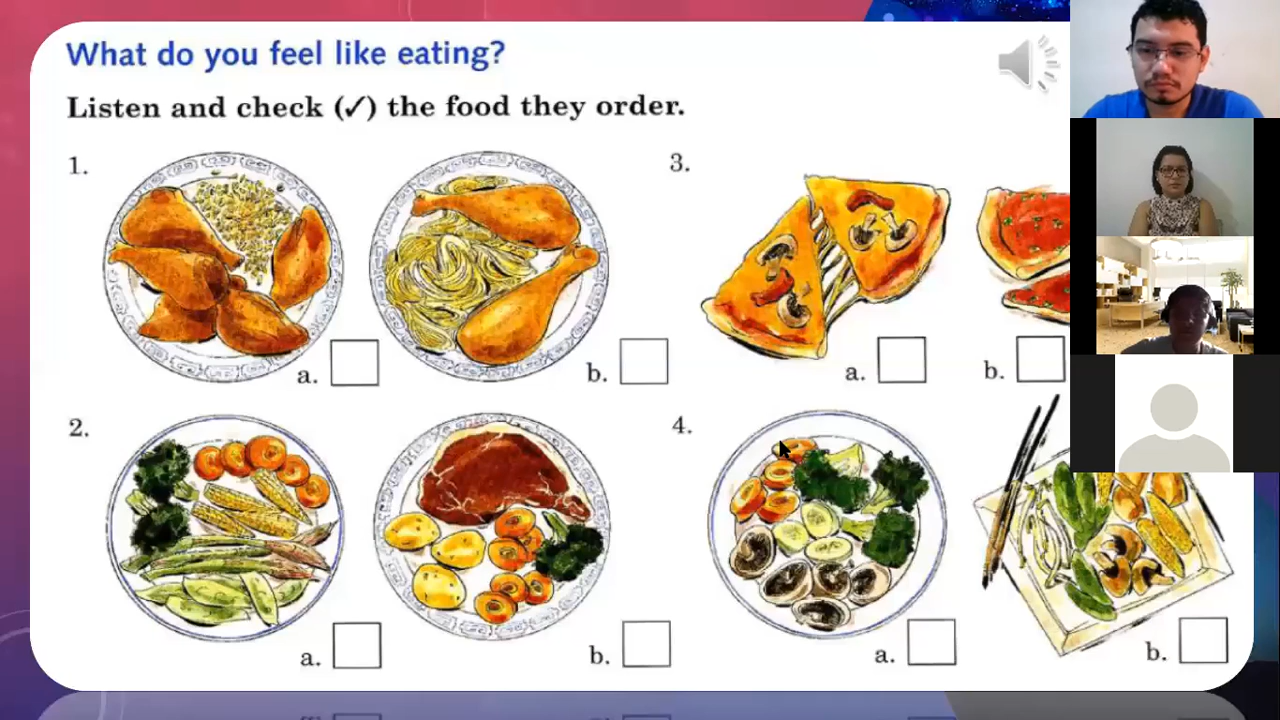 What do you feel like eating?
Listen and check (✓) the food they order.
1.
a.
b.
3.
a.
b.
2.
a.
b.
4.
a.
b.